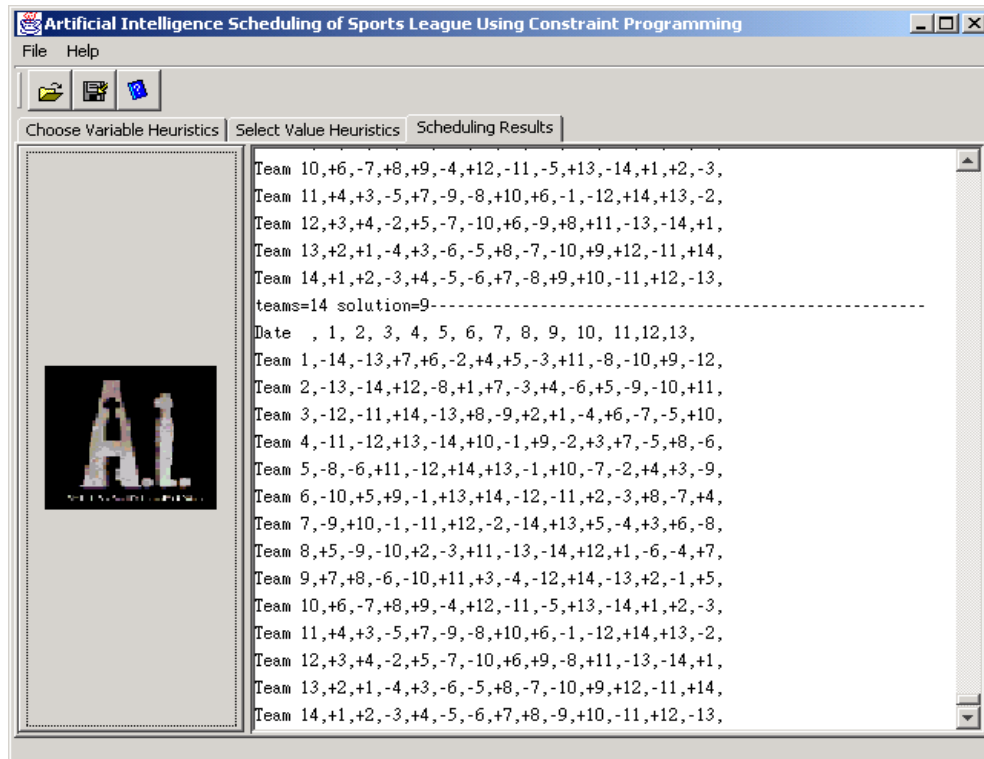 Artificial Intelligence Scheduling of Sports League Using Constraint Programming
File Help
Choose Variable Heuristics Select Value Heuristics Scheduling Results
Team 10,+6,-7,+8,+9,-4,+12,-11,-5,+13,-14,+1,+2,-3,
Team 11,+4,+3,-5,+7,-9,-8,+10,+6,-1,-12,+14,+13,-2,
Team 12,+3,+4,-2,+5,-7,-10,+6,-9,+8,+11,-13,-14,+1,
Team 13,+2,+1,-4,+3,-6,-5,+8,-7,-10,+9,+12,-11,+14,
Team 14,+1,+2,-3,+4,-5,-6,+7,-8,+9,+10,-11,+12,-13,
teams=14 solution=9------------------------------------------------------
Date , 1, 2, 3, 4, 5, 6, 7, 8, 9, 10, 11,12,13,
Team 1,-14,-13,+7,+6,-2,+4,+5,-3,+11,-8,-10,+9,-12,
Team 2,-13,-14,+12,-8,+1,+7,-3,+4,-6,+5,-9,-10,+11,
Team 3,-12,-11,+14,-13,+8,-9,+2,+1,-4,+6,-7,-5,+10,
Team 4,-11,-12,+13,-14,+10,-1,+9,-2,+3,+7,-5,+8,-6,
Team 5,-8,-6,+11,-12,+14,+13,-1,+10,-7,-2,+4,+3,-9,
Team 6,-10,+5,+9,-1,+13,+14,-12,-11,+2,-3,+8,-7,+4,
Team 7,-9,+10,-1,-11,+12,-2,-14,+13,+5,-4,+3,+6,-8,
Team 8,+5,-9,-10,+2,-3,+11,-13,-14,+12,+1,-6,-4,+7,
Team 9,+7,+8,-6,-10,+11,+3,-4,-12,+14,-13,+2,-1,+5,
Team 10,+6,-7,+8,+9,-4,+12,-11,-5,+13,-14,+1,+2,-3,
Team 11,+4,+3,-5,+7,-9,-8,+10,+6,-1,-12,+14,+13,-2,
Team 12,+3,+4,-2,+5,-7,-10,+6,+9,-8,+11,-13,-14,+1,
Team 13,+2,+1,-4,+3,-6,-5,+8,-7,-10,+9,+12,-11,+14,
Team 14,+1,+2,-3,+4,-5,-6,+7,+8,-9,+10,-11,+12,-13,
A.I.